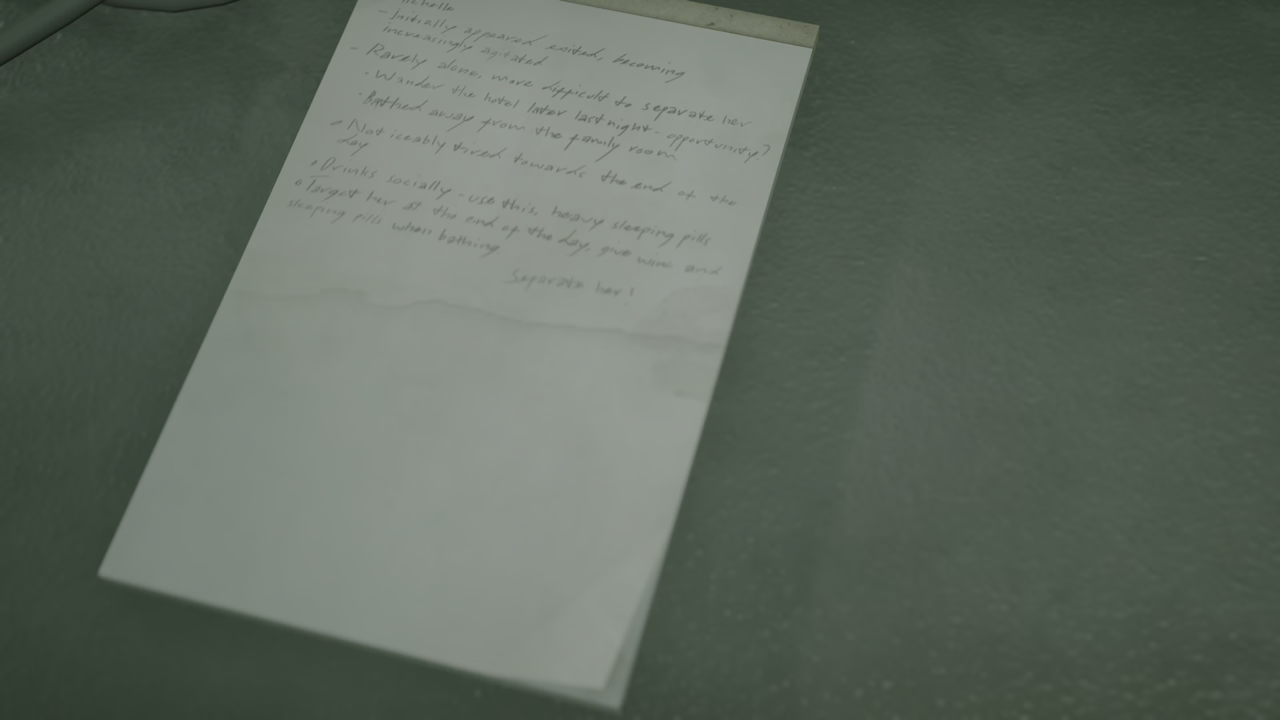 - Initially appeared exited, becoming
increasingly agitated
- Rarely alone, more difficult to separate her
- Wander the hotel later last night - opportunity?
- Bathed away from the family room
• Noticeably tired towards the end of the
day
• Drinks socially - use this, heavy sleeping pills
• Target her at the end of the day, give wine and
sleeping pills when bathing
Separate her!